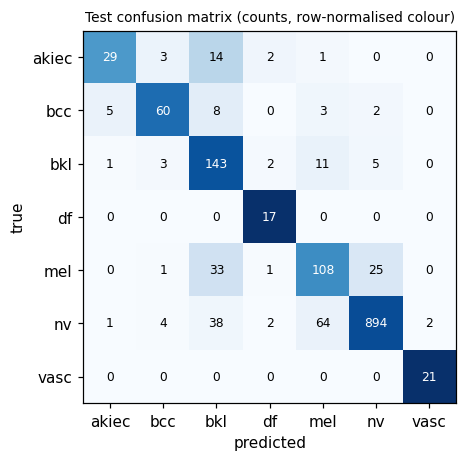 Test confusion matrix (counts, row-normalised colour)
akiec 29 3 14 2 1 0 0
bcc 5 60 8 0 3 2 0
bkl 1 3 143 2 11 5 0
df 0 0 0 17 0 0 0
mel 0 1 33 1 108 25 0
nv 1 4 38 2 64 894 2
vasc 0 0 0 0 0 0 21
true
akiec bcc bkl df mel nv vasc
predicted